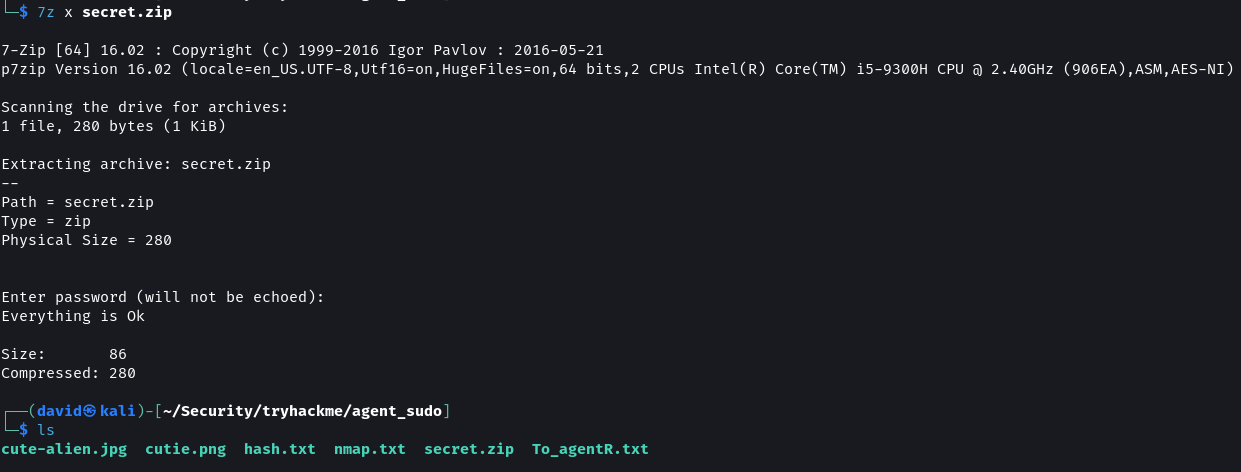 └─$ 7z x secret.zip
7-Zip [64] 16.02 : Copyright (c) 1999-2016 Igor Pavlov : 2016-05-21
p7zip Version 16.02 (locale=en_US.UTF-8,Utf16=on,HugeFiles=on,64 bits,2 CPUs Intel(R) Core(TM) i5-9300H CPU @ 2.40GHz (906EA),ASM,AES-NI)
Scanning the drive for archives:
1 file, 280 bytes (1 KiB)
Extracting archive: secret.zip
--
Path = secret.zip
Type = zip
Physical Size = 280
Enter password (will not be echoed):
Everything is Ok
Size:       86
Compressed: 280
┌──(david㉿kali)-[~/Security/tryhackme/agent_sudo]
└─$ ls
cute-alien.jpg  cutie.png  hash.txt  nmap.txt  secret.zip  To_agentR.txt